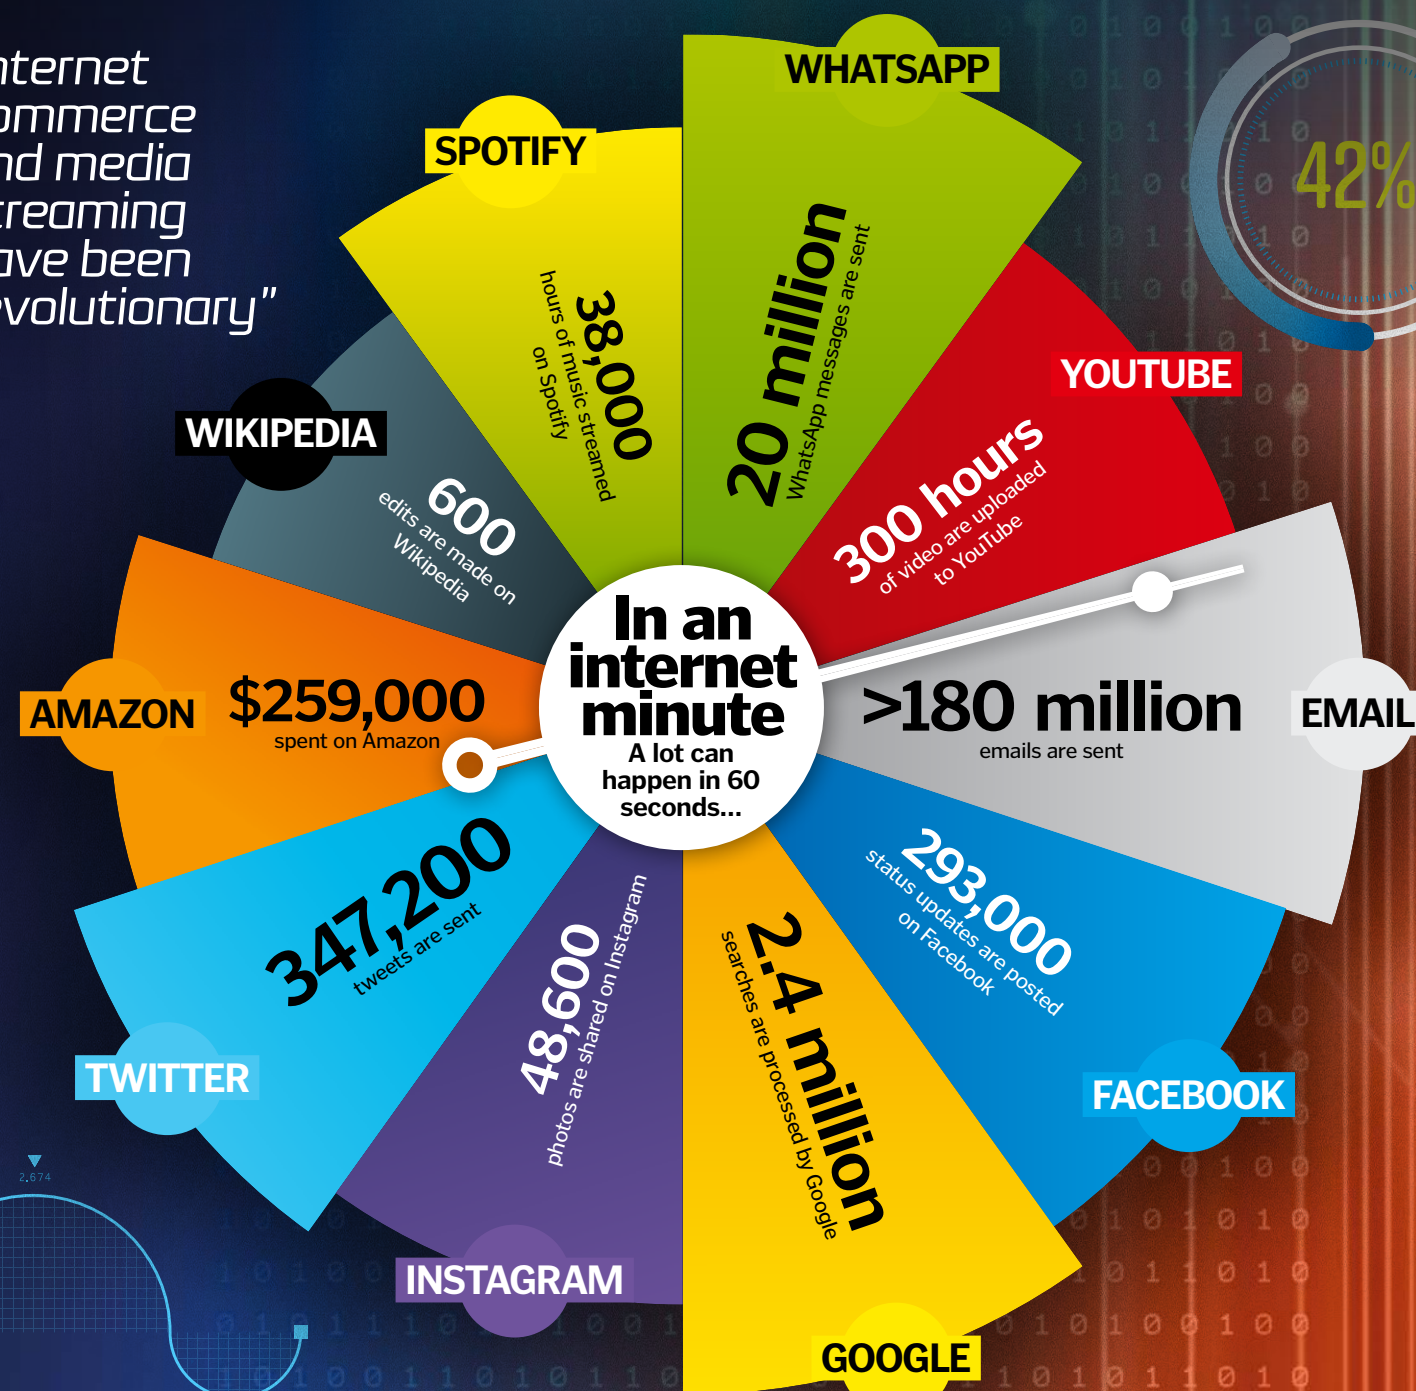 nternet
ommerce
nd media
treaming
ave been
evolutionary"
WHATSAPP
20 million
WhatsApp messages are sent
42%
YOUTUBE
300 hours
of video are uploaded
to YouTube
EMAIL
>180 million
emails are sent
FACEBOOK
293,000
status updates are posted
on Facebook
GOOGLE
2.4 million
searches are processed by Google
INSTAGRAM
48,600
photos are shared on Instagram
TWITTER
347,200
tweets are sent
AMAZON
$259,000
spent on Amazon
WIKIPEDIA
600
edits are made on
Wikipedia
SPOTIFY
38,000
hours of music streamed
on Spotify
In an
internet
minute
A lot can
happen in 60
seconds...
2.674